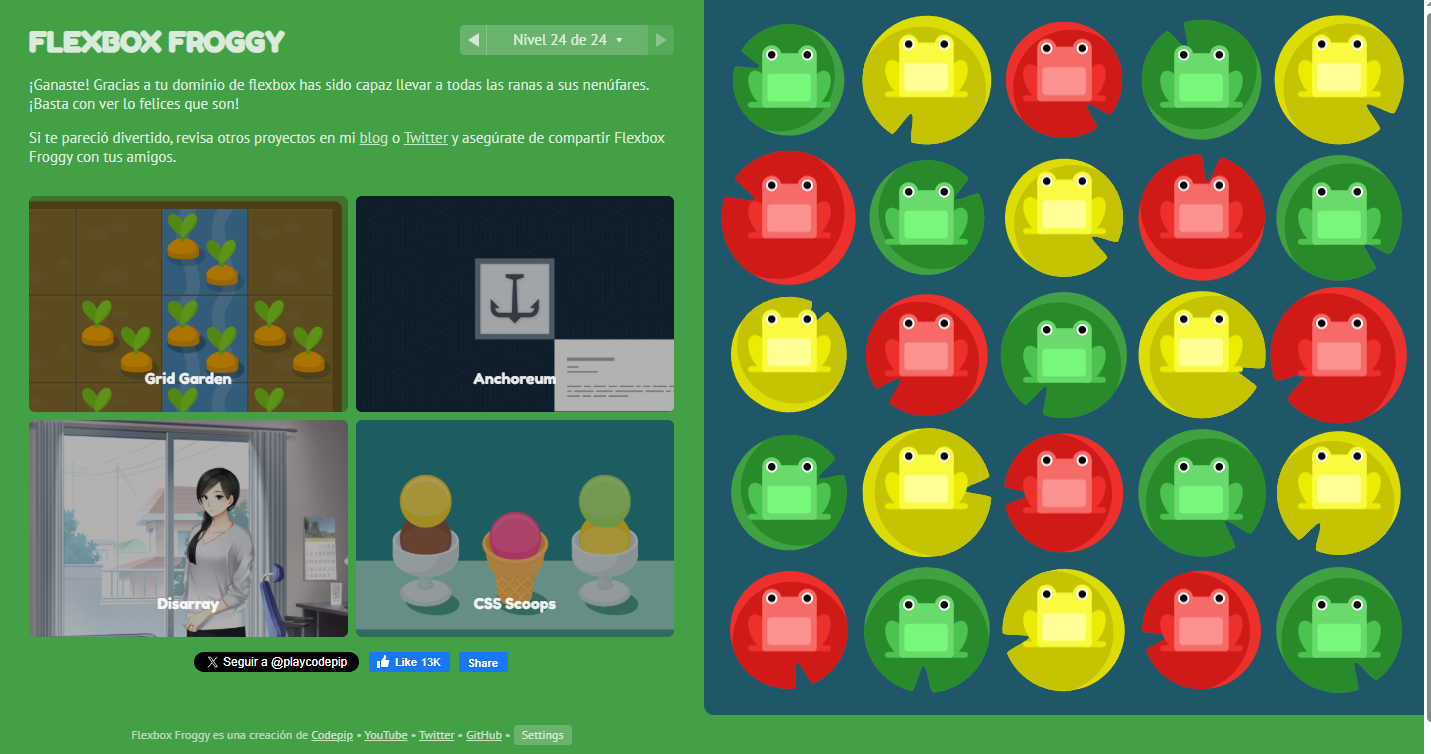 FLEXBOX FROGGY
Nivel 24 de 24
¡Ganaste! Gracias a tu dominio de flexbox has sido capaz llevar a todas las ranas a sus nenúfares.
¡Basta con ver lo felices que son!
Si te pareció divertido, revisa otros proyectos en mi blog o Twitter y asegúrate de compartir Flexbox
Froggy con tus amigos.
Grid Garden
Anchoreum
Disarray
CSS Scoops
X Seguir a @playcodepip
Like 13K
Share
Flexbox Froggy es una creación de Codepip • YouTube • Twitter • GitHub • Settings